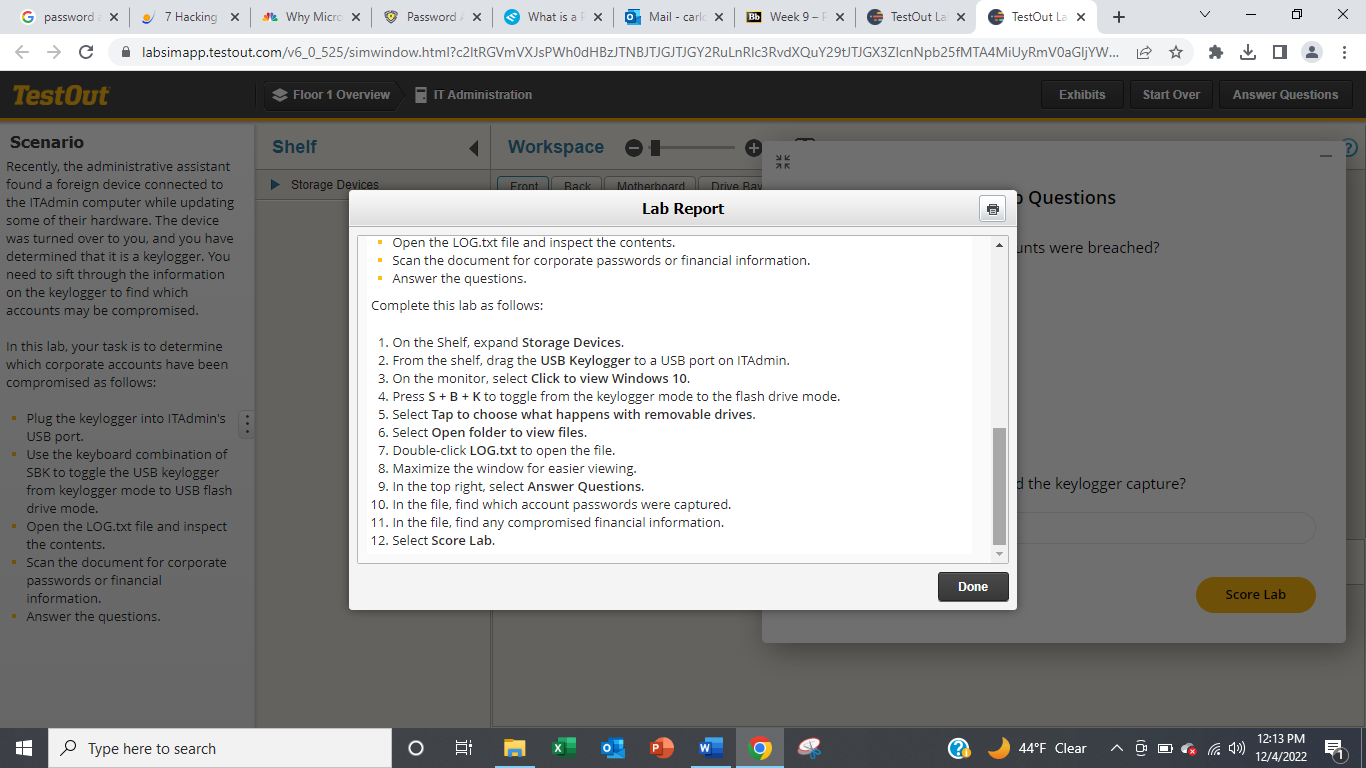 password a
7 Hacking
Why Micro
Password A
What is a
Mail - carlo
Week 9 – F
TestOut La
TestOut La
labsimapp.testout.com/v6_0_525/simwindow.html?
TestOut
Floor 1 Overview
IT Administration
Exhibits
Start Over
Answer Questions
Scenario
Recently, the administrative assistant
found a foreign device connected to
the ITAdmin computer while updating
some of their hardware. The device
was turned over to you, and you have
determined that it is a keylogger. You
need to sift through the information
on the keylogger to find which
accounts may be compromised.
In this lab, your task is to determine
which corporate accounts have been
compromised as follows:
Plug the keylogger into ITAdmin's
USB port.
Use the keyboard combination of
SBK to toggle the USB keylogger
from keylogger mode to USB flash
drive mode.
Open the LOG.txt file and inspect
the contents.
Scan the document for corporate
passwords or financial
information.
Answer the questions.
Shelf
Storage Devices
Workspace
Front
Back
Motherboard
Drive Bay
Lab Report
Open the LOG.txt file and inspect the contents.
Scan the document for corporate passwords or financial information.
Answer the questions.
Complete this lab as follows:
1. On the Shelf, expand Storage Devices.
2. From the shelf, drag the USB Keylogger to a USB port on ITAdmin.
3. On the monitor, select Click to view Windows 10.
4. Press S + B + K to toggle from the keylogger mode to the flash drive mode.
5. Select Tap to choose what happens with removable drives.
6. Select Open folder to view files.
7. Double-click LOG.txt to open the file.
8. Maximize the window for easier viewing.
9. In the top right, select Answer Questions.
10. In the file, find which account passwords were captured.
11. In the file, find any compromised financial information.
12. Select Score Lab.
Done
Questions
unts were breached?
d the keylogger capture?
Score Lab
Type here to search
44°F Clear
12:13 PM
12/4/2022
1